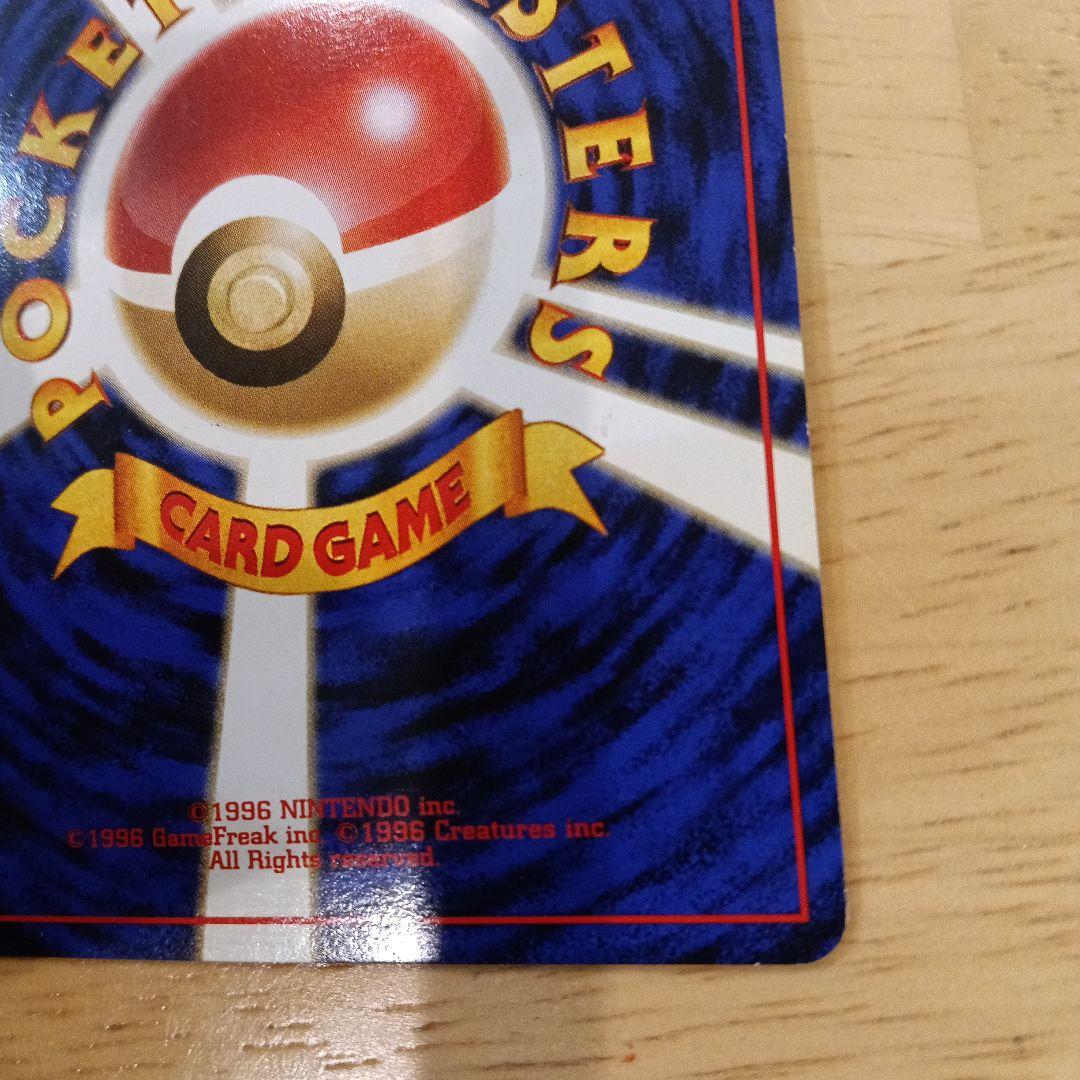 POCKET
STERS
CARD GAME
©1996 NINTENDO inc.
©1996 GameFreak inc. ©1996 Creatures inc.
All Rights reserved.